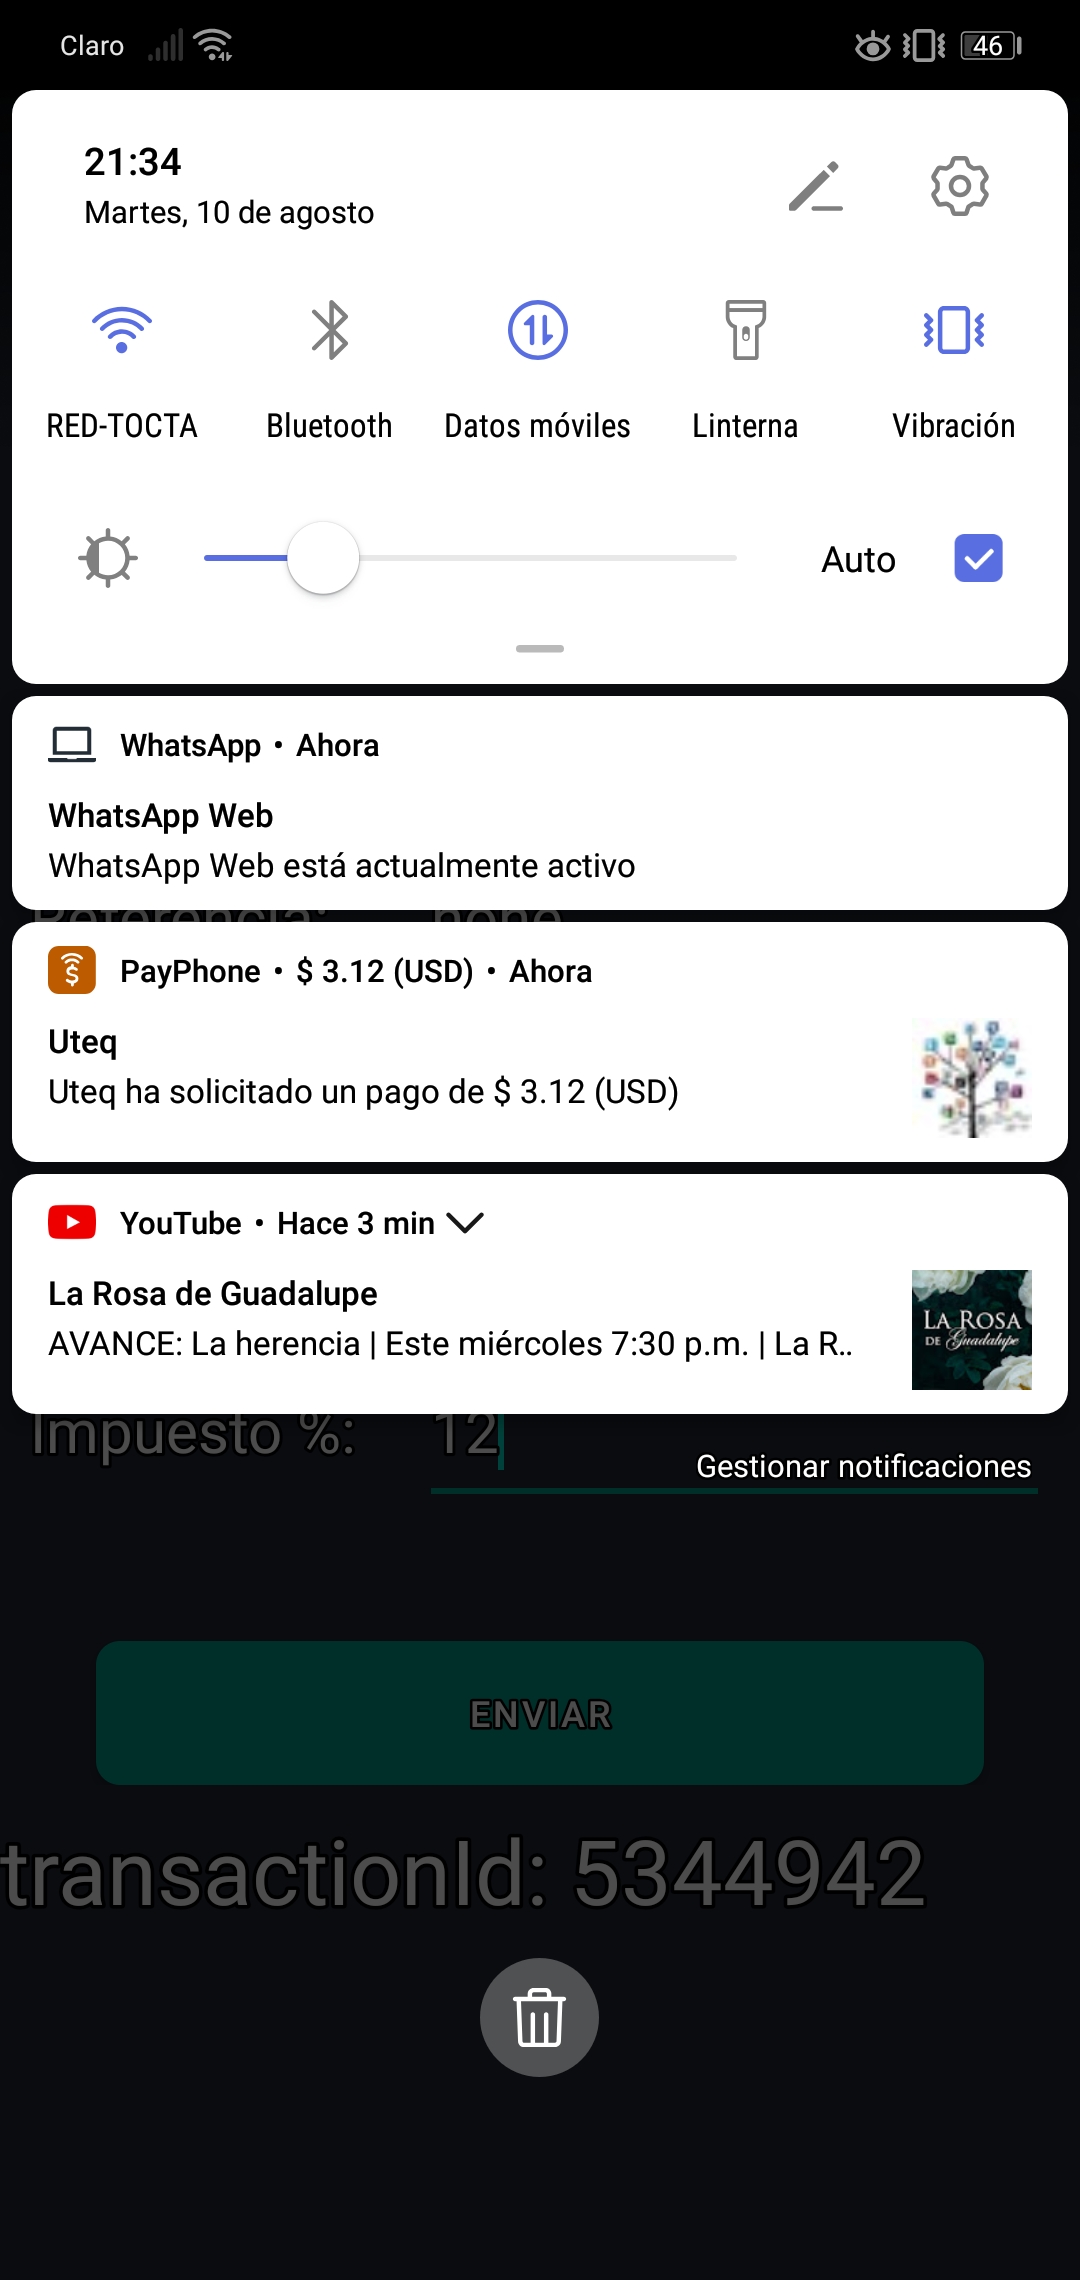 Claro
46
21:34
Martes, 10 de agosto
RED-TOCTA
Bluetooth
Datos móviles
Linterna
Vibración
Auto
WhatsApp • Ahora
WhatsApp Web
WhatsApp Web está actualmente activo
Referencia: none
PayPhone • $ 3.12 (USD) • Ahora
Uteq
Uteq ha solicitado un pago de $ 3.12 (USD)
YouTube • Hace 3 min
La Rosa de Guadalupe
AVANCE: La herencia | Este miércoles 7:30 p.m. | La R..
LA ROSA
DE Guadalupe
Impuesto %: 12
Gestionar notificaciones
ENVIAR
transactionId: 5344942